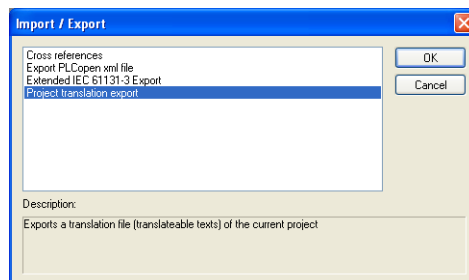 Import / Export
Cross references
Export PLCopen xml file
Extended IEC 61131-3 Export
Project translation export
OK
Cancel
Description:
Exports a translation file (translateable texts) of the current project